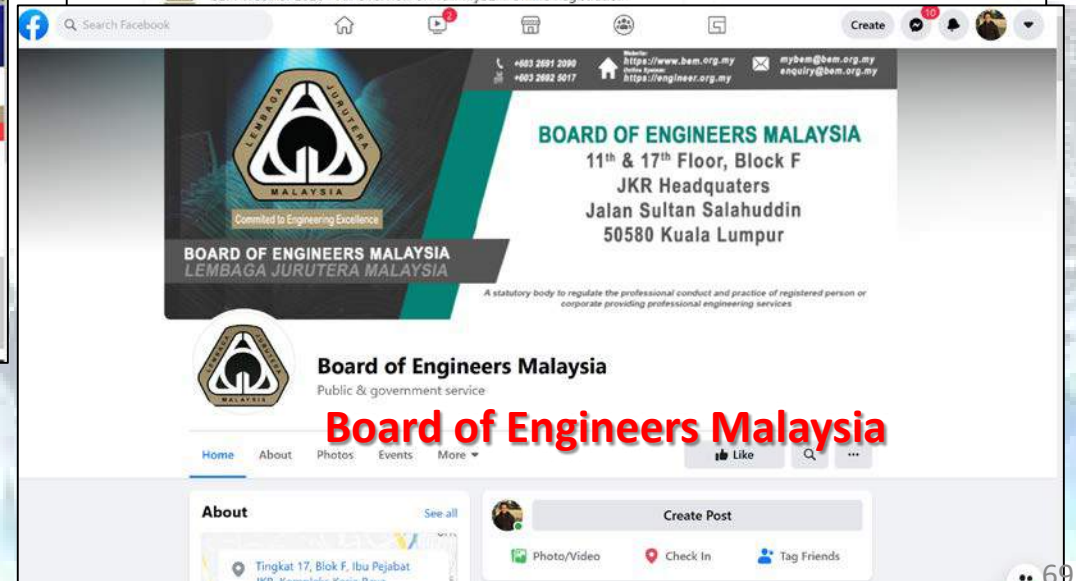 Search Facebook
2
Create
10
LEMBAGA JURUTERA
MALAYSIA
Commited to Engineering Excellence
BOARD OF ENGINEERS MALAYSIA
LEMBAGA JURUTERA MALAYSIA
+603 2691 2090
+603 2692 5017
Website:
https://www.bem.org.my
https://engineer.org.my
mybem@bem.org.my
enquiry@bem.org.my
BOARD OF ENGINEERS MALAYSIA
11th & 17th Floor, Block F
JKR Headquaters
Jalan Sultan Salahuddin
50580 Kuala Lumpur
A statutory body to regulate the professional conduct and practice of registered person or
corporate providing professional engineering services
LEMBAGA JURUTERA
MALAYSIA
Board of Engineers Malaysia
Public & government service
Board of Engineers Malaysia
Home About Photos Events More
Like
About
See all
Create Post
Photo/Video
Check In
Tag Friends
Tingkat 17, Blok F, Ibu Pejabat
69